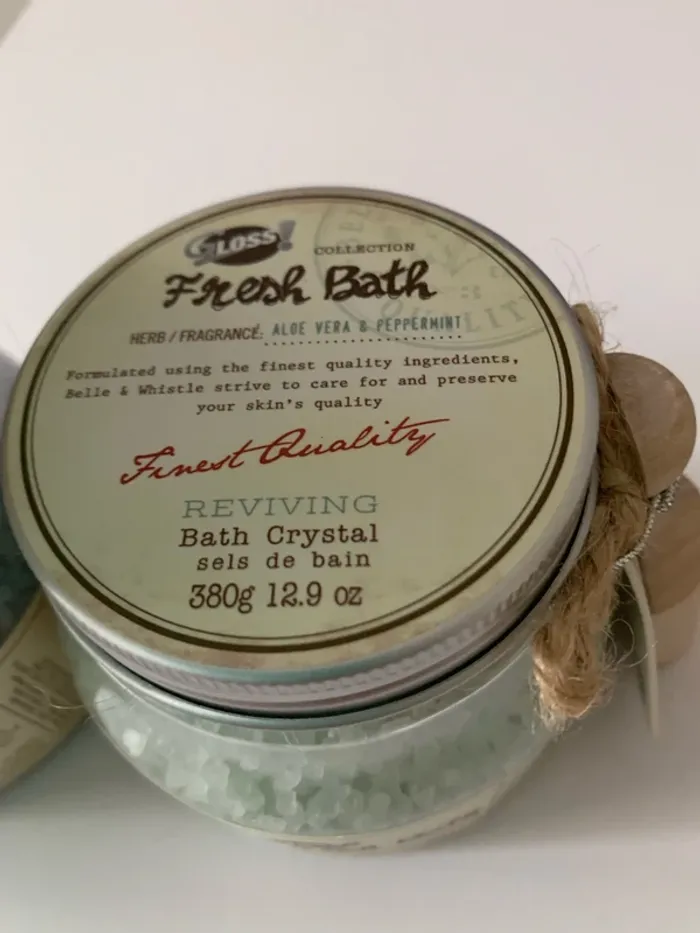 GLOSS!
COLLECTION
Fresh Bath
HERB / FRAGRANCE: ALOE VERA & PEPPERMINT
Formulated using the finest quality ingredients,
Belle & Whistle strive to care for and preserve
your skin's quality
Finest Quality
REVIVING
Bath Crystal
sels de bain
380g 12.9 oz